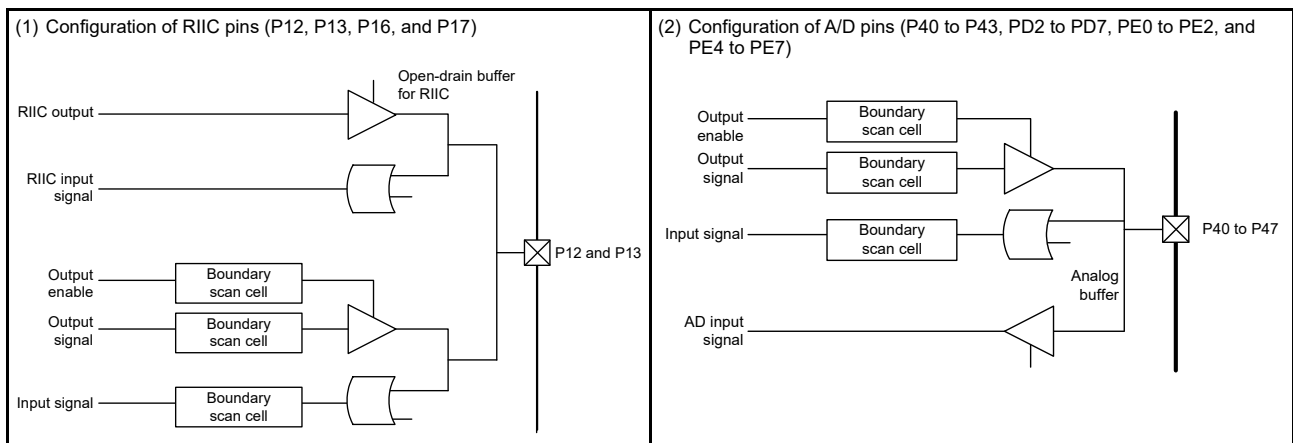 (1) Configuration of RIIC pins (P12, P13, P16, and P17)
Open-drain buffer
for RIIC
RIIC output
RIIC input
signal
P12 and P13
Output
enable
Boundary
scan cell
Output
signal
Boundary
scan cell
Input signal
Boundary
scan cell
(2) Configuration of A/D pins (P40 to P43, PD2 to PD7, PE0 to PE2, and
PE4 to PE7)
Output
enable
Boundary
scan cell
Output
signal
Boundary
scan cell
Input signal
Boundary
scan cell
P40 to P47
Analog
buffer
AD input
signal